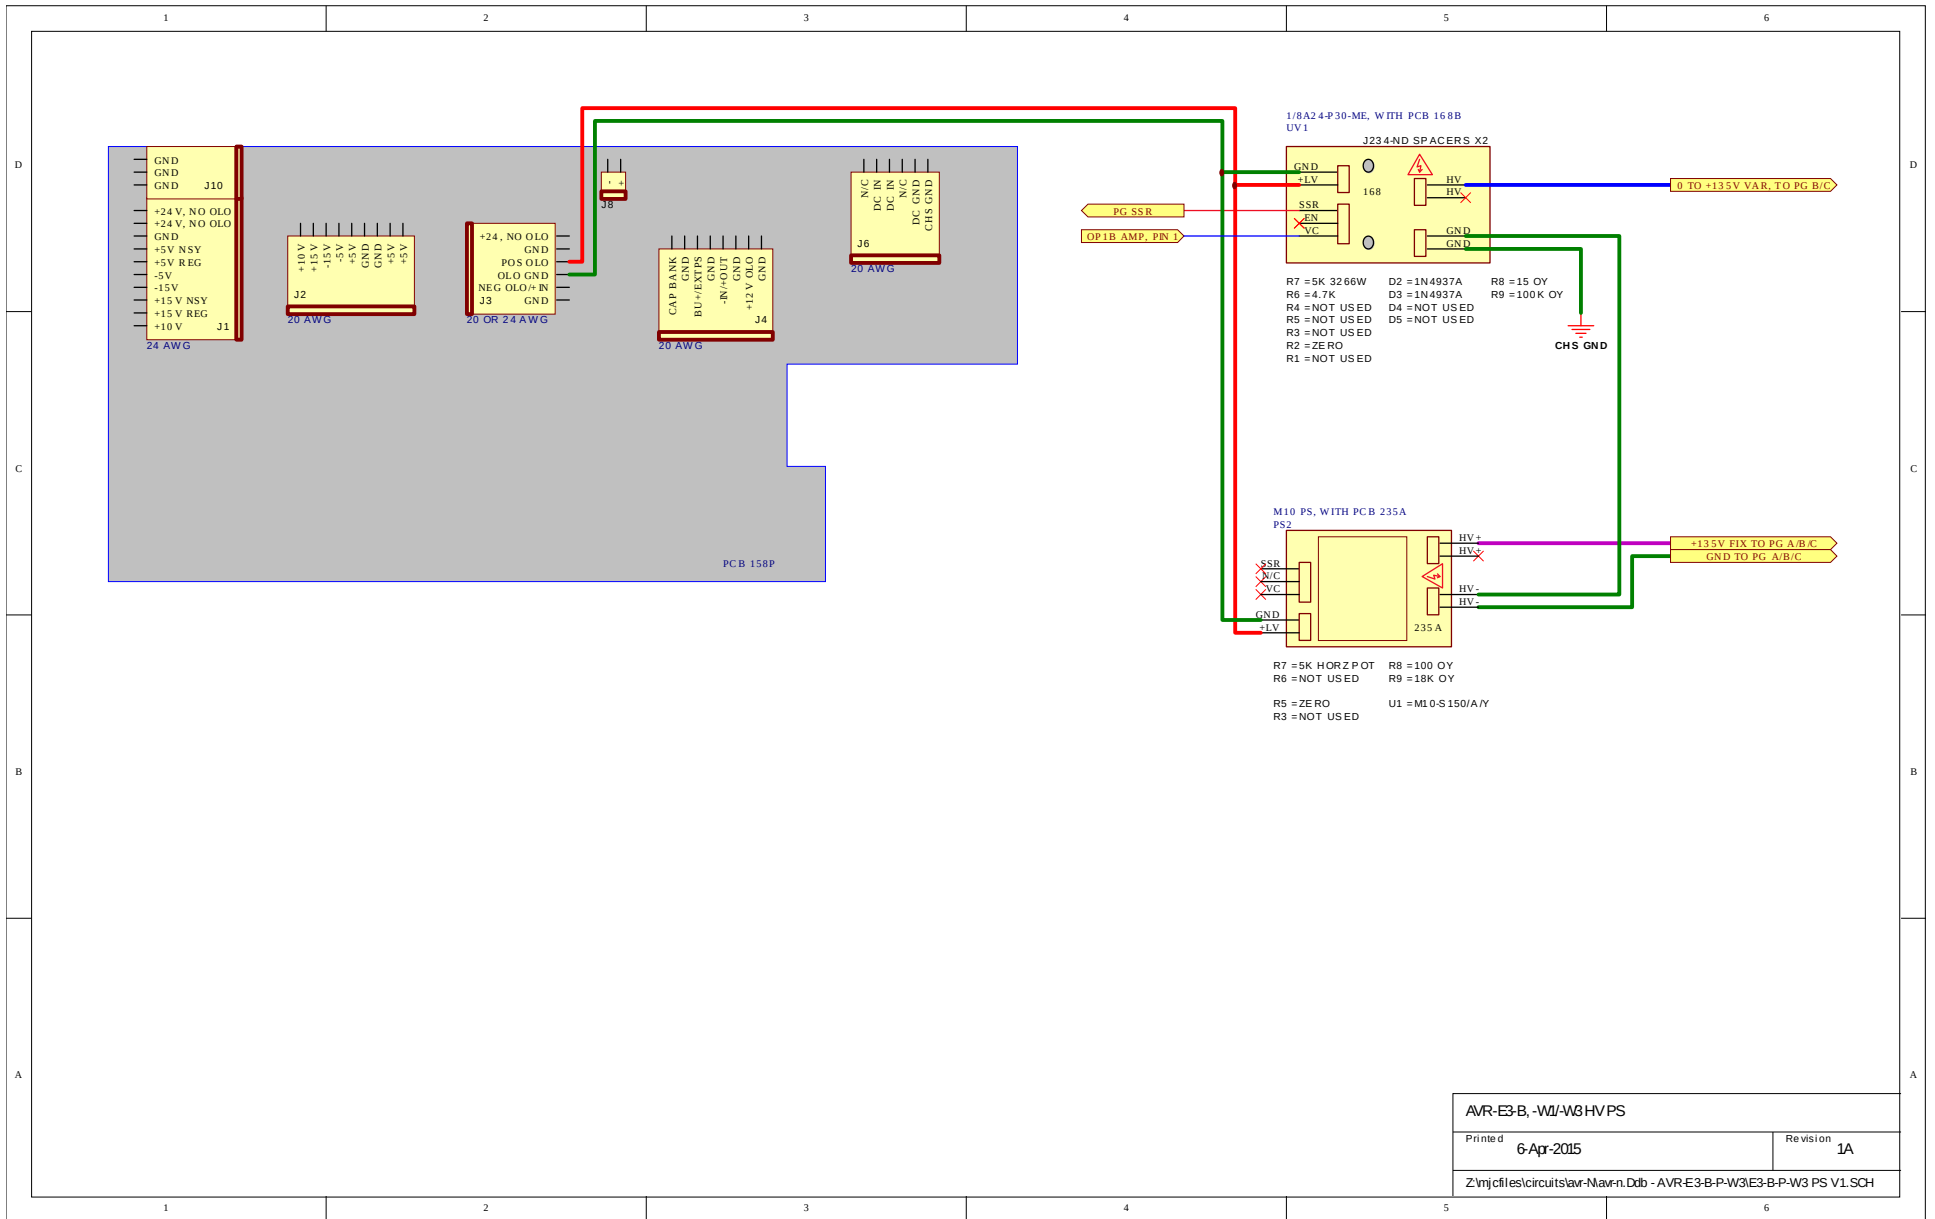 1 2 3 4 5 6
D D
C C
B B
A A
GND
GND
GND
J10
+24 V, NO OLO
+24 V, NO OLO
GND
+5V NSY
+5V REG
-5V
-15V
+15 V NSY
+15 V REG
+10 V
J1
24 AWG
+10 V
+15 V
-15V
-5V
+5V
GND
GND
+5V
+5V
J2
20 AWG
+24, NO OLO
GND
POS OLO
OLO GND
NEG OLO/+IN
GND
J3
20 OR 24 AWG
- +
J8
CAP BANK
GND
BU+/EXTPS
GND
-IN/+OUT
GND
+12 V OLO
GND
J4
20 AWG
N/C
DC IN
DC IN
N/C
DC GND
CHS GND
J6
20 AWG
PCB 158P
1/8A24-P30-ME, WITH PCB 168B
UV1
J234-ND SPACERS X2
GND
+LV
168
SSR
EN
VC
HV
HV
GND
GND
PG SSR
OP1B AMP, PIN 1
0 TO +135V VAR, TO PG B/C
R7 =5K 3266W D2 =1N4937A R8 =15 OY
R6 =4.7K D3 =1N4937A R9 =100K OY
R4 =NOT USED D4 =NOT USED
R5 =NOT USED D5 =NOT USED
R3 =NOT USED
R2 =ZERO
R1 =NOT USED
CHS GND
M10 PS, WITH PCB 235A
PS2
SSR
N/C
VC
GND
+LV
HV+
HV+
HV-
HV-
235A
+135V FIX TO PG A/B/C
GND TO PG A/B/C
R7 =5K HORZ POT R8 =100 OY
R6 =NOT USED R9 =18K OY
R5 =ZERO U1 =M10-S150/A/Y
R3 =NOT USED
AVR-E3-B, -W1/-W3 HV PS
Printed 6-Apr-2015 Revision 1A
Z:\mjcfiles\circuits\avr-N\avr-n.Ddb - AVR-E3-B-P-W3\E3-B-P-W3 PS V1.SCH
1 2 3 4 5 6